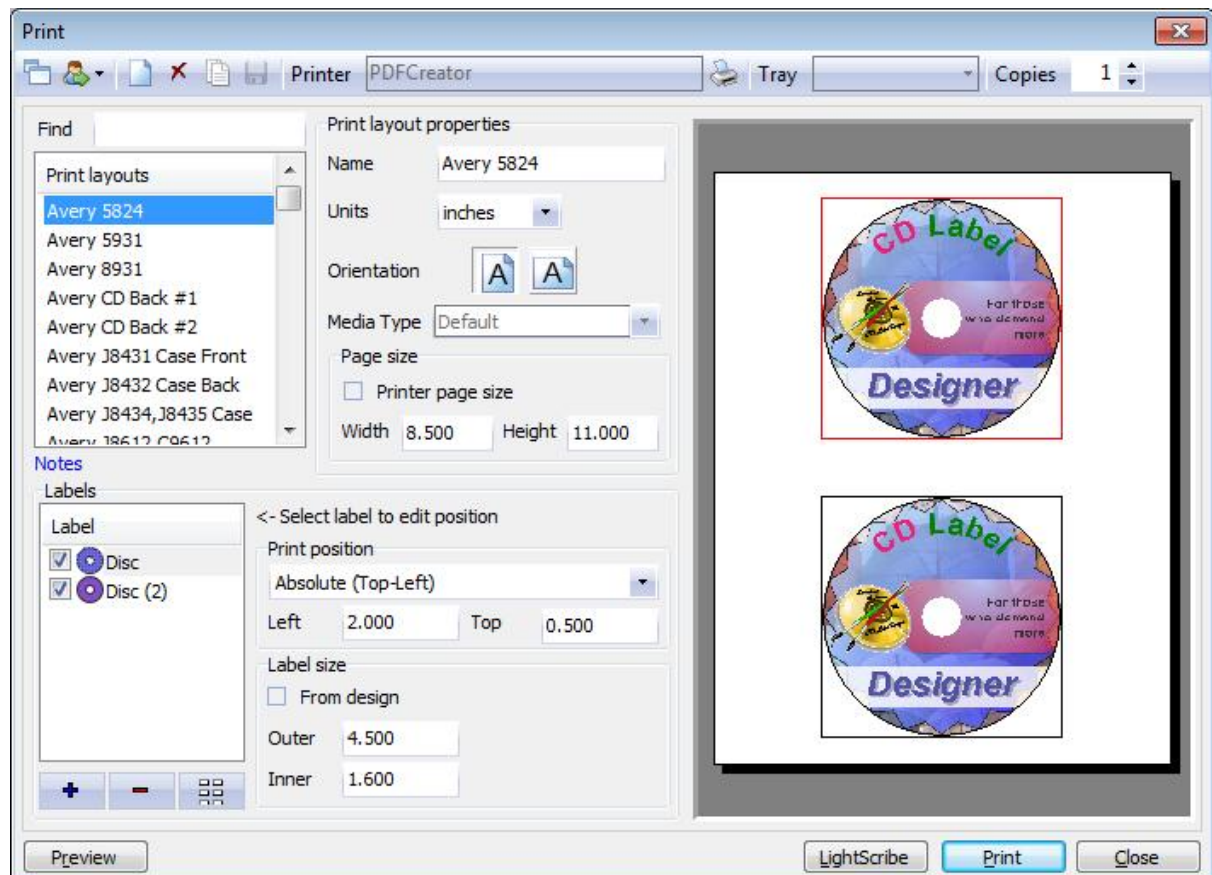 Print
Printer PDFCreator Tray Copies 1
Find
Print layouts
Avery 5824
Avery 5931
Avery 8931
Avery CD Back #1
Avery CD Back #2
Avery J8431 Case Front
Avery J8432 Case Back
Avery J8434,J8435 Case
Avery J8612,C9612
Notes
Print layout properties
Name Avery 5824
Units inches
Orientation A A
Media Type Default
Page size
Printer page size
Width 8.500 Height 11.000
Labels
Label
Disc
Disc (2)
<- Select label to edit position
Print position
Absolute (Top-Left)
Left 2.000 Top 0.500
Label size
From design
Outer 4.500
Inner 1.600
CD Label
For those
who demand
more
Designer
CD Label
For those
who demand
more
Designer
Preview LightScribe Print Close